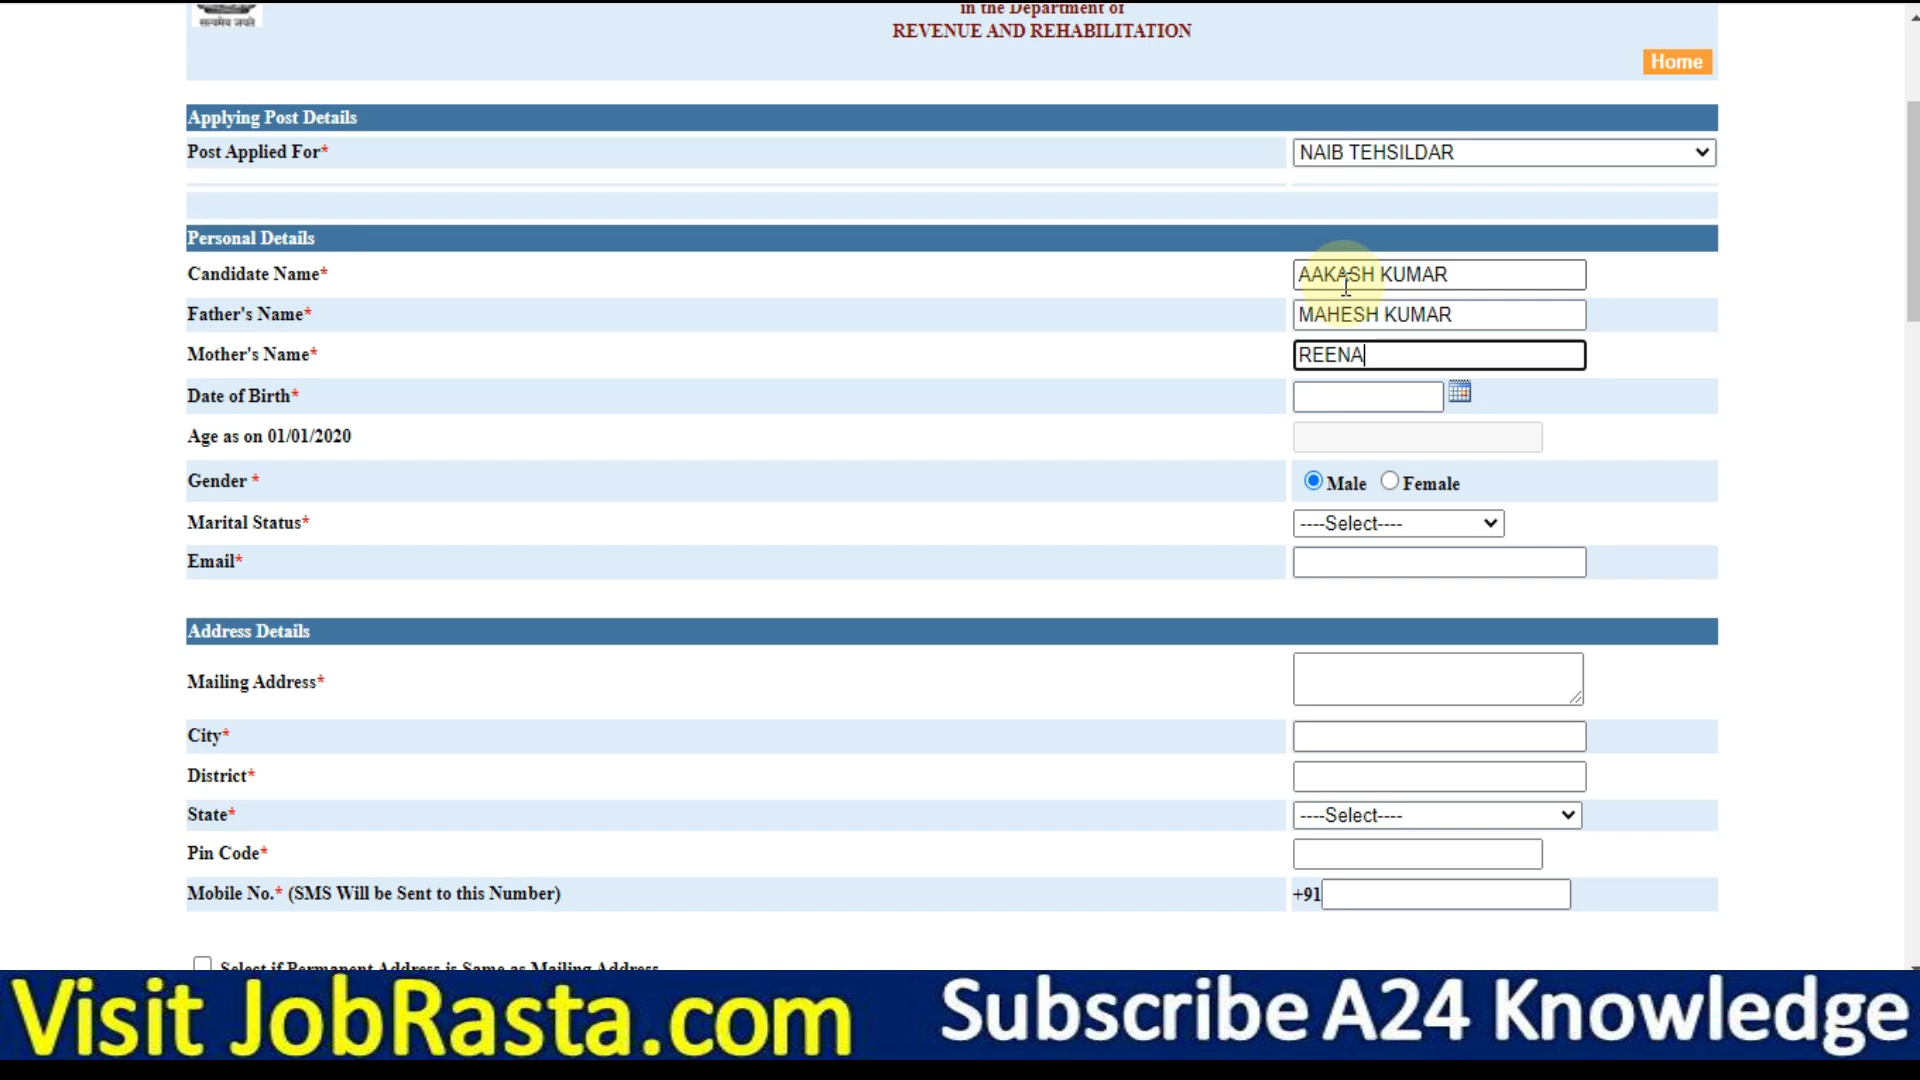 सत्यमेव जयते
in the Department of
REVENUE AND REHABILITATION
Home
Applying Post Details
Post Applied For*
NAIB TEHSILDAR
Personal Details
Candidate Name*
AAKASH KUMAR
Father's Name*
MAHESH KUMAR
Mother's Name*
REENA
Date of Birth*
Age as on 01/01/2020
Gender *
Male Female
Marital Status*
----Select----
Email*
Address Details
Mailing Address*
City*
District*
State*
----Select----
Pin Code*
Mobile No.* (SMS Will be Sent to this Number)
+91
Select if Permanent Address is Same as Mailing Address
Visit JobRasta.com
Subscribe A24 Knowledge